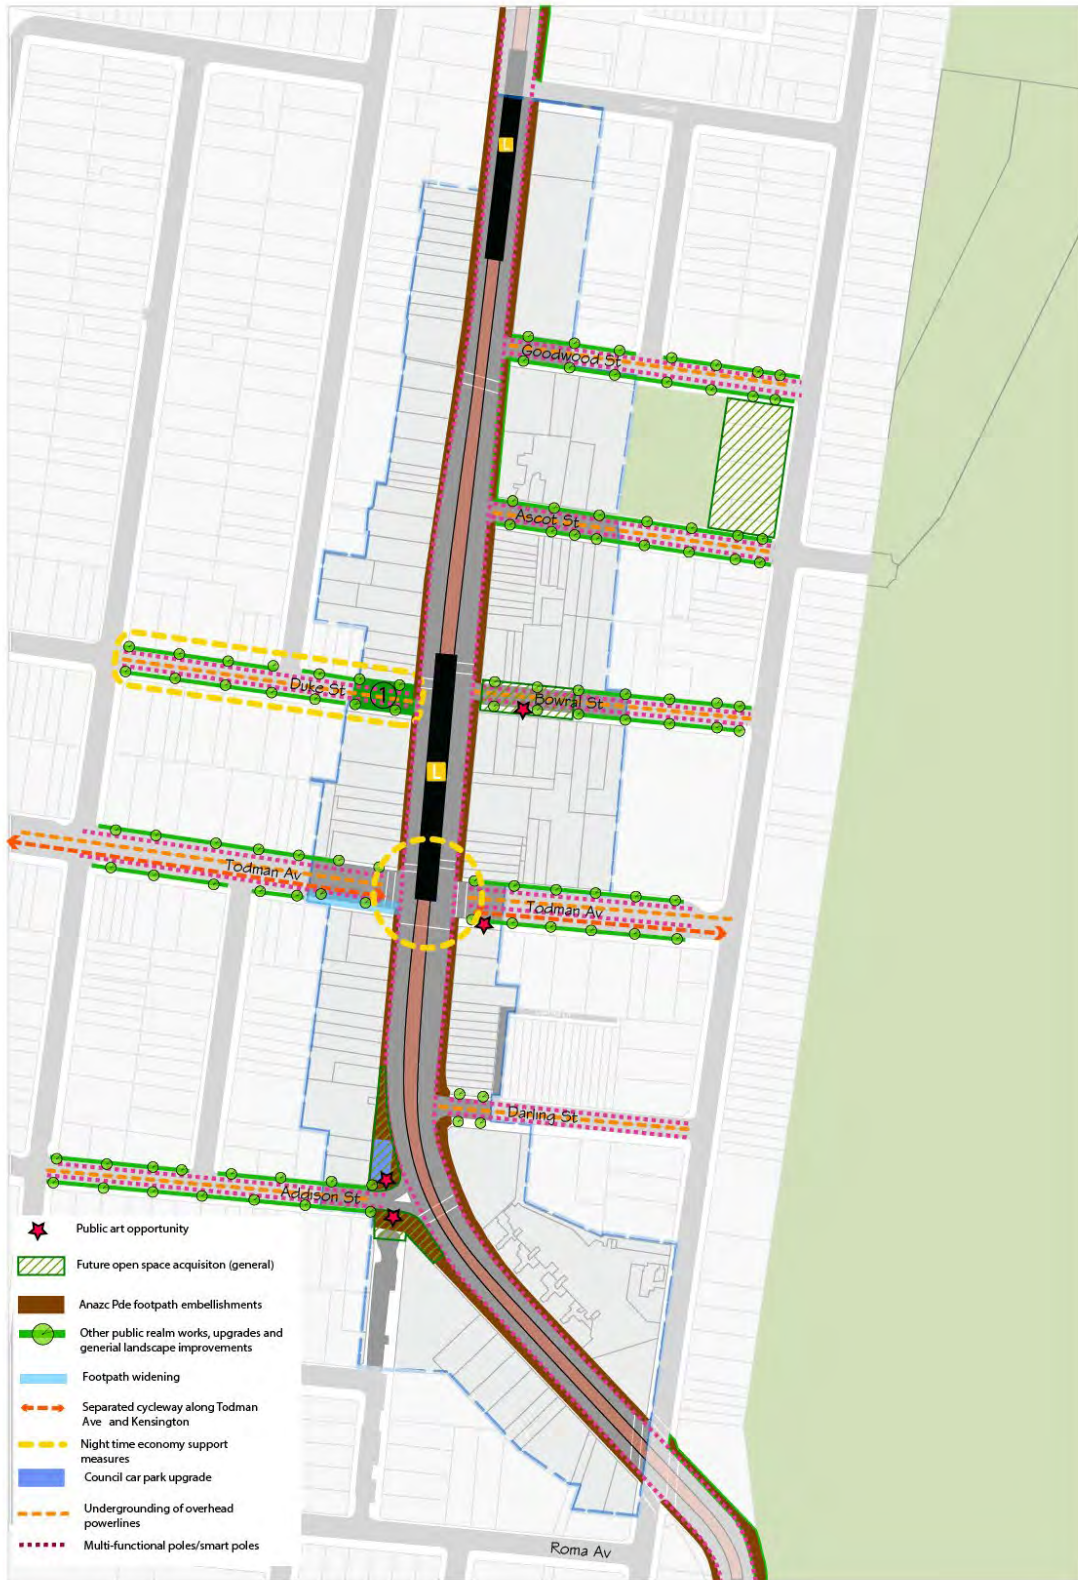 L
Goodwood St
Ascot St
Duke St
1
Bowral St
L
Todman Av
Todman Av
Darling St
Addison St
Public art opportunity
Future open space acquisiton (general)
Anazc Pde footpath embellishments
Other public realm works, upgrades and
generial landscape improvements
Footpath widening
Separated cycleway along Todman
Ave and Kensington
Night time economy support
measures
Council car park upgrade
Undergrounding of overhead
powerlines
Multi-functional poles/smart poles
Roma Av